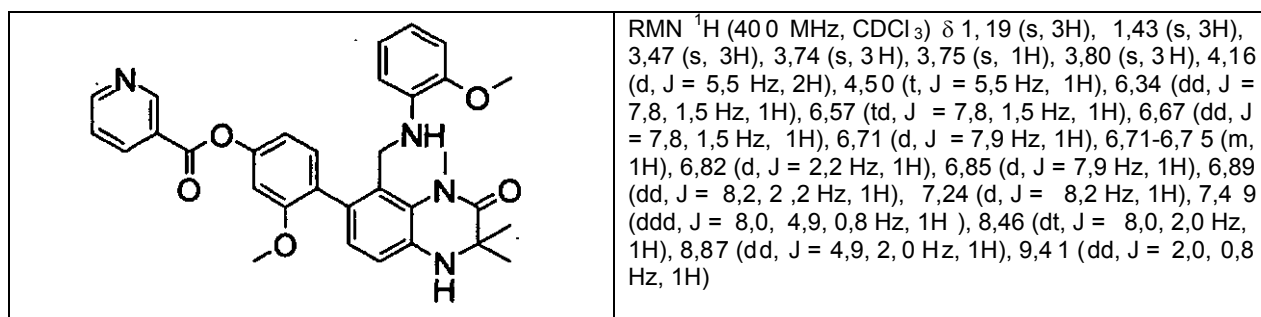 RMN ¹H (400 MHz, CDCl₃) δ 1,19 (s, 3H), 1,43 (s, 3H),
3,47 (s, 3H), 3,74 (s, 3H), 3,75 (s, 1H), 3,80 (s, 3H), 4,16
(d, J = 5,5 Hz, 2H), 4,50 (t, J = 5,5 Hz, 1H), 6,34 (dd, J =
7,8, 1,5 Hz, 1H), 6,57 (td, J = 7,8, 1,5 Hz, 1H), 6,67 (dd, J
= 7,8, 1,5 Hz, 1H), 6,71 (d, J = 7,9 Hz, 1H), 6,71-6,75 (m,
1H), 6,82 (d, J = 2,2 Hz, 1H), 6,85 (d, J = 7,9 Hz, 1H), 6,89
(dd, J = 8,2, 2,2 Hz, 1H), 7,24 (d, J = 8,2 Hz, 1H), 7,49
(ddd, J = 8,0, 4,9, 0,8 Hz, 1H), 8,46 (dt, J = 8,0, 2,0 Hz,
1H), 8,87 (dd, J = 4,9, 2,0 Hz, 1H), 9,41 (dd, J = 2,0, 0,8
Hz, 1H)
N
O
O
O
NH
O
N
O
N
H